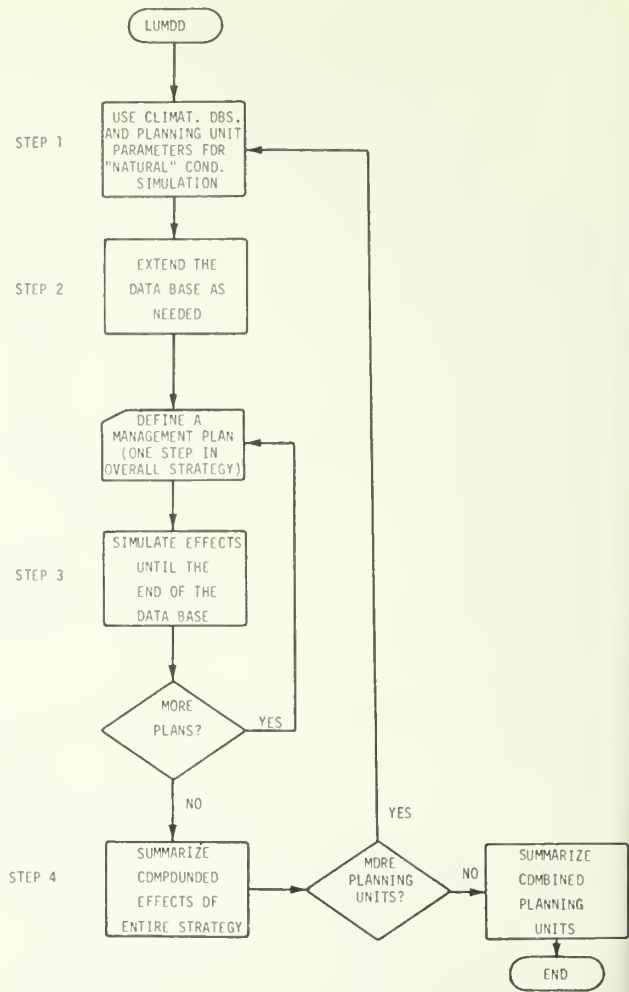 LUMDD
STEP 1
USE CLIMAT. DBS.
AND PLANNING UNIT
PARAMETERS FOR
"NATURAL" COND.
SIMULATION
STEP 2
EXTEND THE
DATA BASE AS
NEEDED
DEFINE A
MANAGEMENT PLAN
(ONE STEP IN
OVERALL STRATEGY)
STEP 3
SIMULATE EFFECTS
UNTIL THE
END OF THE
DATA BASE
MORE
PLANS?
YES
NO
STEP 4
SUMMARIZE
COMPOUNDED
EFFECTS OF
ENTIRE STRATEGY
YES
MORE
PLANNING
UNITS?
NO
SUMMARIZE
COMBINED
PLANNING
UNITS
END